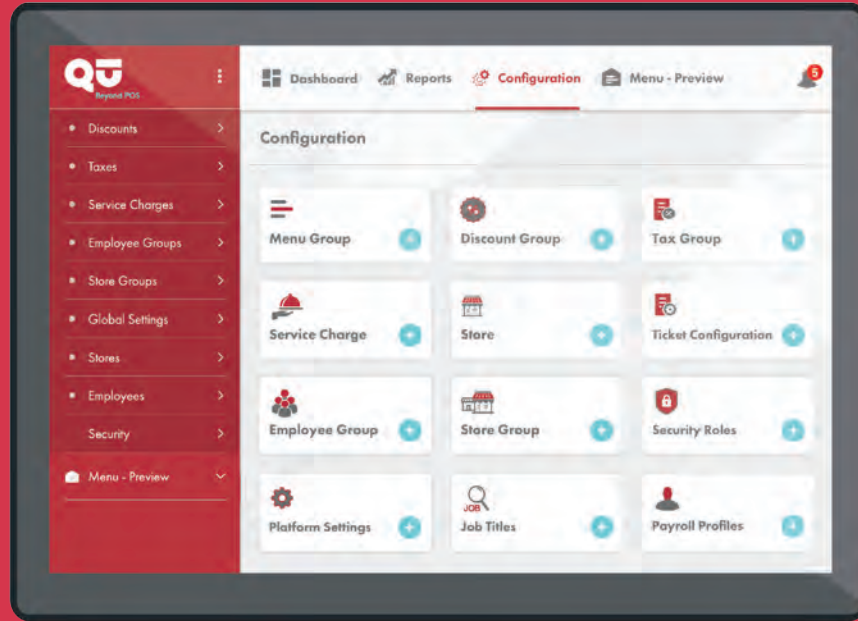 QU
Beyond POS
Dashboard Reports Configuration Menu - Preview 5
Discounts
Taxes
Service Charges
Employee Groups
Store Groups
Global Settings
Stores
Employees
Security
Menu - Preview
Configuration
Menu Group Discount Group Tax Group
Service Charge Store Ticket Configuration
Employee Group Store Group Security Roles
JOB
Platform Settings Job Titles Payroll Profiles